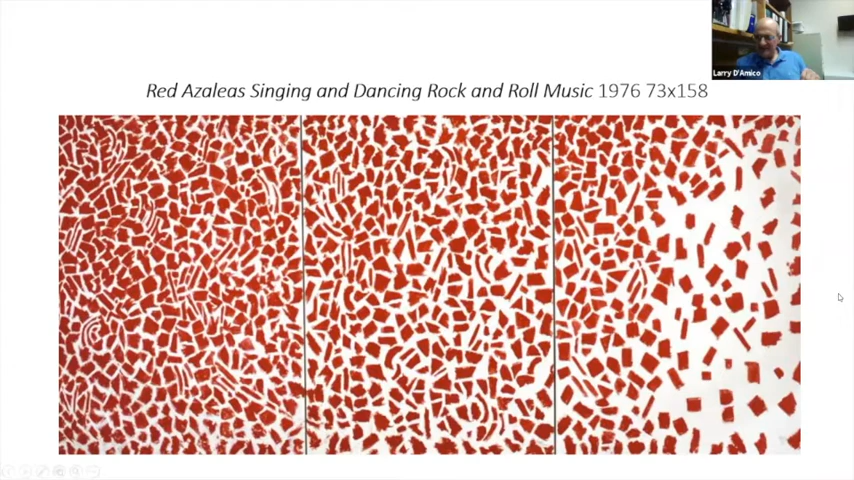 Larry D'Amico
Red Azaleas Singing and Dancing Rock and Roll Music 1976 73x158